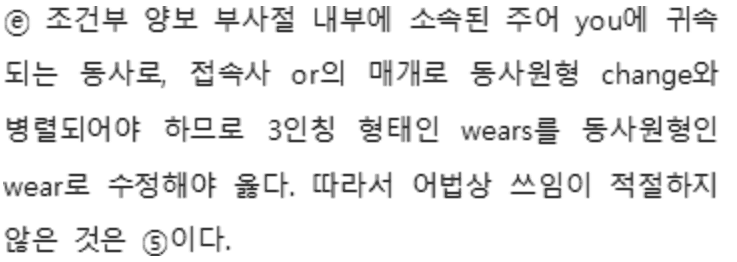 ⓔ 조건부 양보 부사절 내부에 소속된 주어 you에 귀속
되는 동사로, 접속사 or의 매개로 동사원형 change와
병렬되어야 하므로 3인칭 형태인 wears를 동사원형인
wear로 수정해야 옳다. 따라서 어법상 쓰임이 적절하지
않은 것은 ⑤이다.